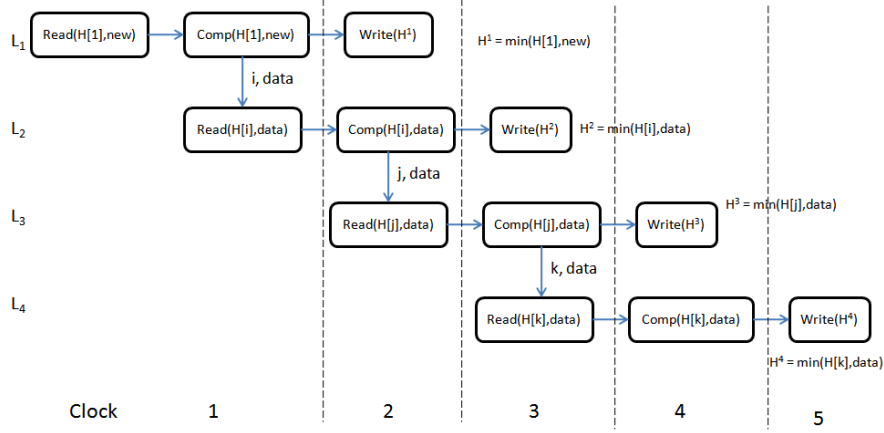 L1 Read(H[1],new) Comp(H[1],new) Write(H¹) H¹ = min(H[1],new)
i, data
L2 Read(H[i],data) Comp(H[i],data) Write(H²) H² = min(H[i],data)
j, data
H³ = min(H[j],data)
L3 Read(H[j],data) Comp(H[j],data) Write(H³)
k, data
L4 Read(H[k],data) Comp(H[k],data) Write(H⁴)
H⁴ = min(H[k],data)
Clock 1 2 3 4 5